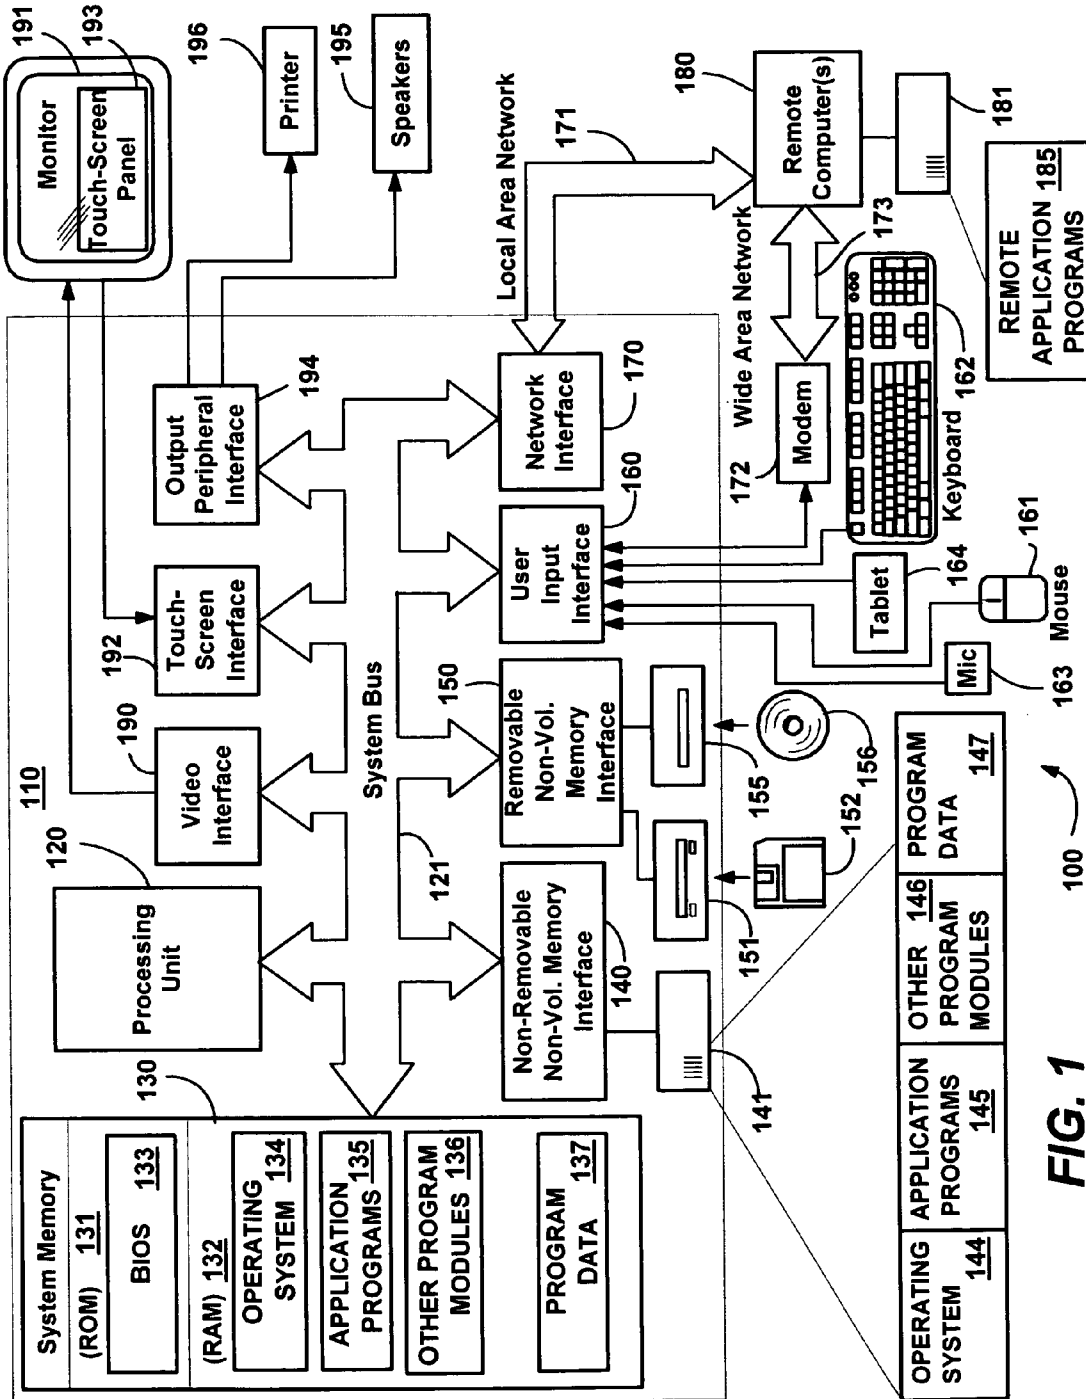 System Memory
(ROM) 131
BIOS 133
(RAM) 132
OPERATING
SYSTEM 134
APPLICATION
PROGRAMS 135
OTHER PROGRAM
MODULES 136
PROGRAM
DATA 137
130
Processing
Unit
120
110
Video
Interface
190
Touch-
Screen
Interface
192
Output
Peripheral
Interface
194
Monitor
Touch-Screen
Panel
191
193
Printer
196
Speakers
195
System Bus
121
Non-Removable
Non-Vol. Memory
Interface
140
Removable
Non-Vol.
Memory
Interface
150
User
Input
Interface
160
Network
Interface
170
Local Area Network
171
141
151
152
155
156
Mic
163
Mouse
161
Tablet
164
Keyboard
162
Modem
172
Wide Area Network
173
Remote
Computer(s)
180
181
REMOTE
APPLICATION 185
PROGRAMS
OPERATING
SYSTEM 144
APPLICATION
PROGRAMS 145
OTHER 146
PROGRAM
MODULES
PROGRAM
DATA 147
100
FIG. 1